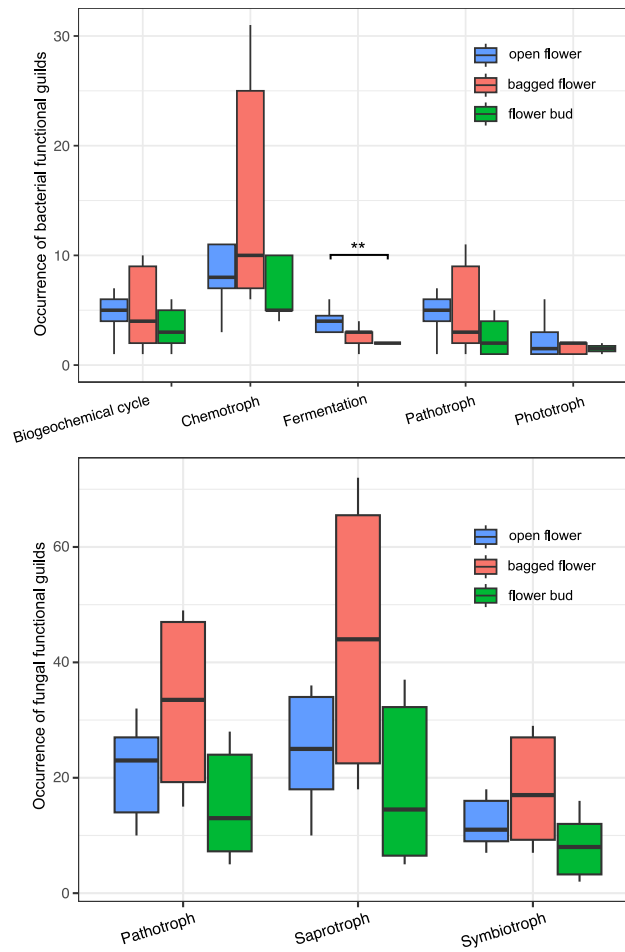 Occurrence of bacterial functional guilds
30
20
10
0
open flower
bagged flower
flower bud
**
Biogeochemical cycle
Chemotroph
Fermentation
Pathotroph
Phototroph
Occurrence of fungal functional guilds
60
40
20
0
open flower
bagged flower
flower bud
Pathotroph
Saprotroph
Symbiotroph